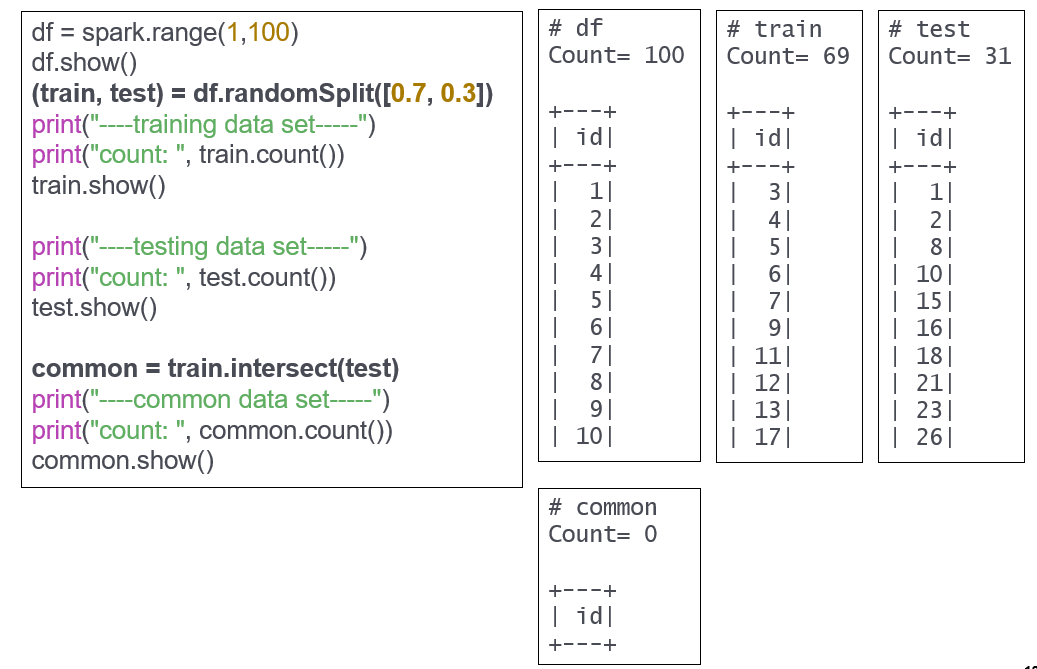 df = spark.range(1,100)
df.show()
(train, test) = df.randomSplit([0.7, 0.3])
print("----training data set-----")
print("count: ", train.count())
train.show()
print("----testing data set-----")
print("count: ", test.count())
test.show()
common = train.intersect(test)
print("----common data set-----")
print("count: ", common.count())
common.show()
# df
Count= 100
+---+
| id|
+---+
|  1|
|  2|
|  3|
|  4|
|  5|
|  6|
|  7|
|  8|
|  9|
| 10|
# train
Count= 69
+---+
| id|
+---+
|  3|
|  4|
|  5|
|  6|
|  7|
|  9|
| 11|
| 12|
| 13|
| 17|
# test
Count= 31
+---+
| id|
+---+
|  1|
|  2|
|  8|
| 10|
| 15|
| 16|
| 18|
| 21|
| 23|
| 26|
# common
Count= 0
+---+
| id|
+---+